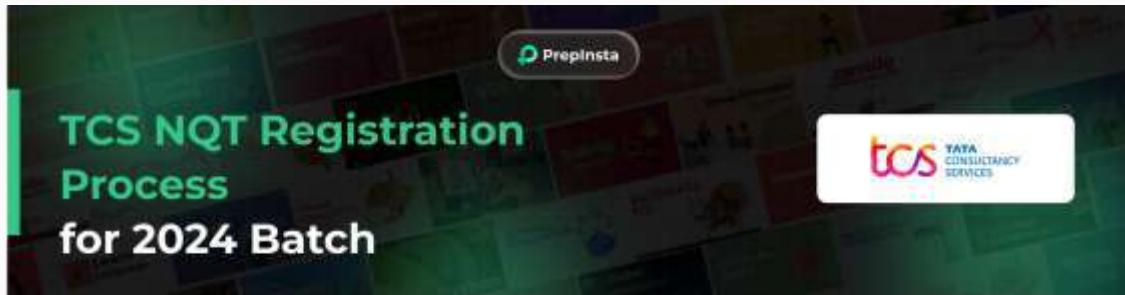 PrepInsta
TCS NQT Registration
Process
for 2024 Batch
tcs
TATA
CONSULTANCY
SERVICES